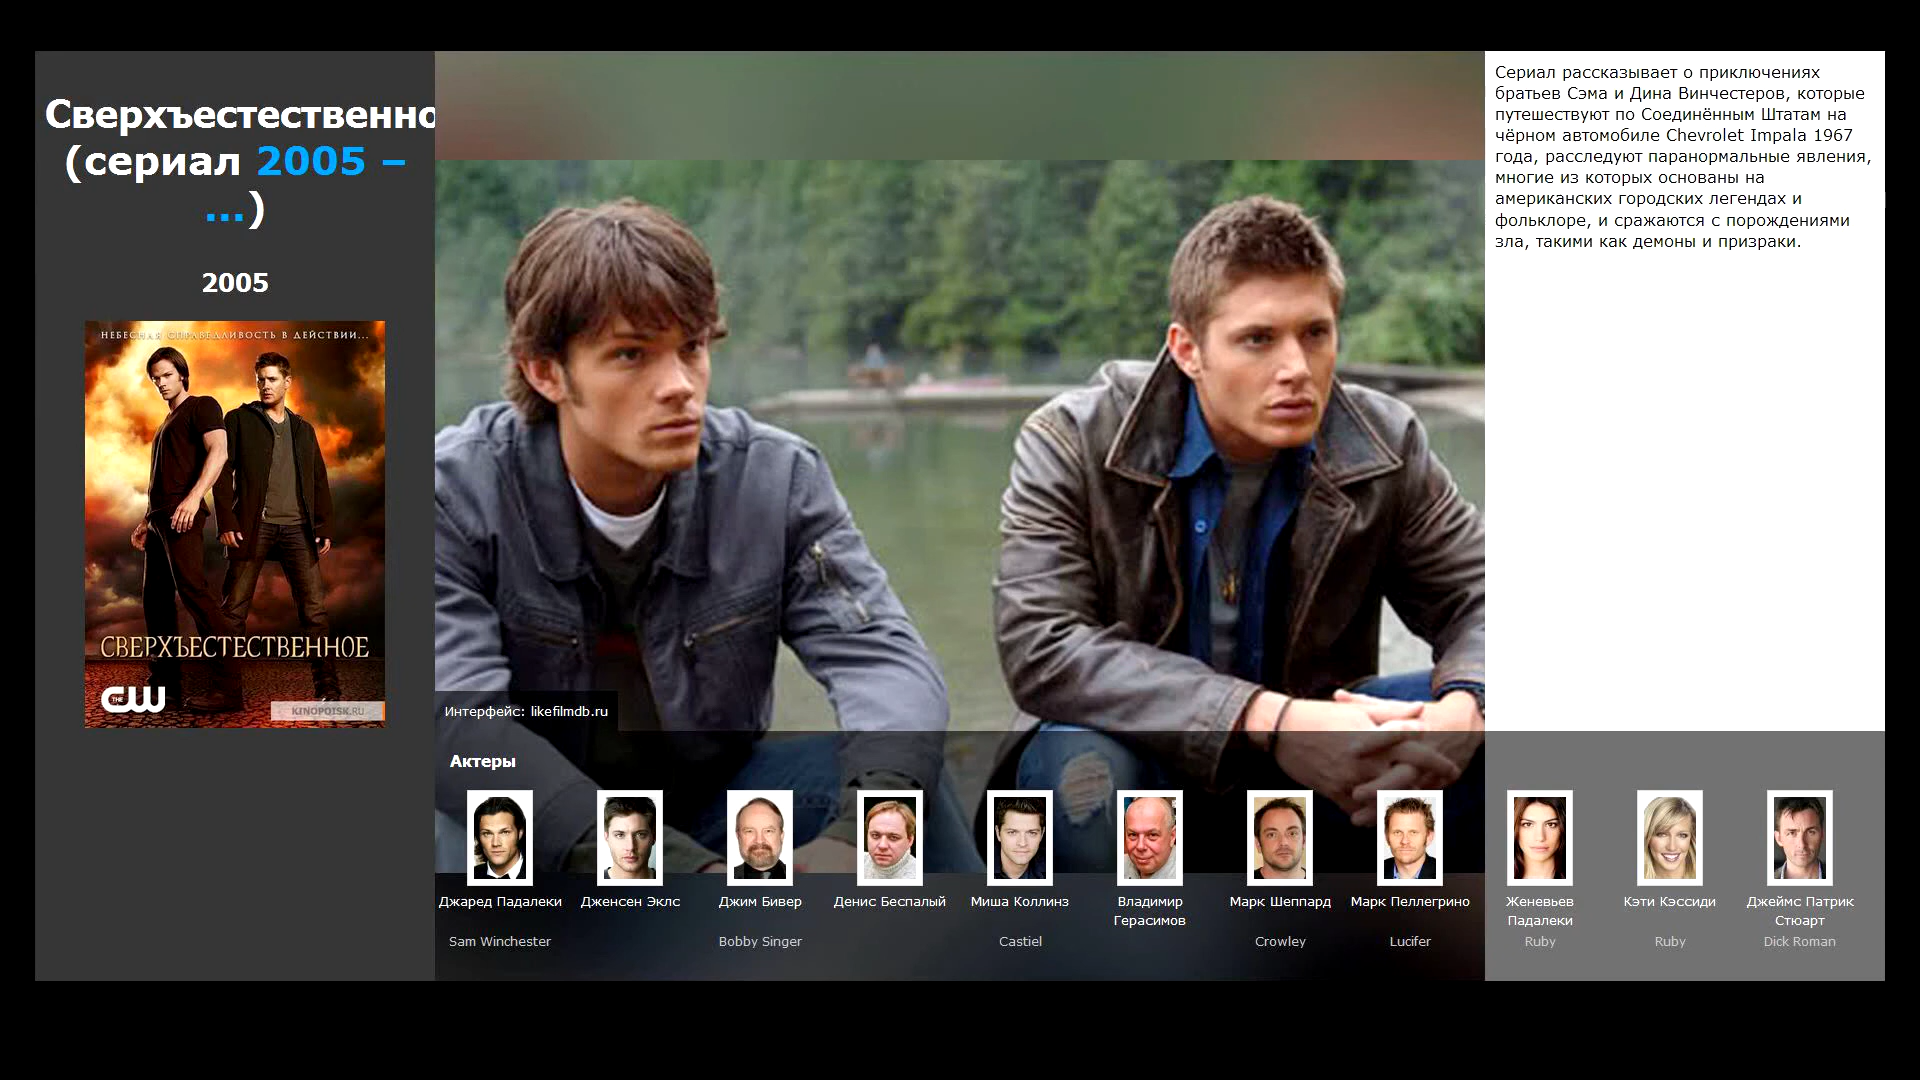 Сверхъестественно
(сериал 2005 –
...)
2005
НЕБЕСНАЯ СПРАВЕДЛИВОСТЬ В ДЕЙСТВИИ...
СВЕРХЪЕСТЕСТВЕННОЕ
THE CW
KINOPOISK.RU
Интерфейс: likefilmdb.ru
Сериал рассказывает о приключениях
братьев Сэма и Дина Винчестеров, которые
путешествуют по Соединённым Штатам на
чёрном автомобиле Chevrolet Impala 1967
года, расследуют паранормальные явления,
многие из которых основаны на
американских городских легендах и
фольклоре, и сражаются с порождениями
зла, такими как демоны и призраки.
Актеры
Джаред Падалеки
Sam Winchester
Дженсен Эклс
Джим Бивер
Bobby Singer
Денис Беспалый
Миша Коллинз
Castiel
Владимир
Герасимов
Марк Шеппард
Crowley
Марк Пеллегрино
Lucifer
Женевьев
Падалеки
Ruby
Кэти Кэссиди
Ruby
Джеймс Патрик
Стюарт
Dick Roman